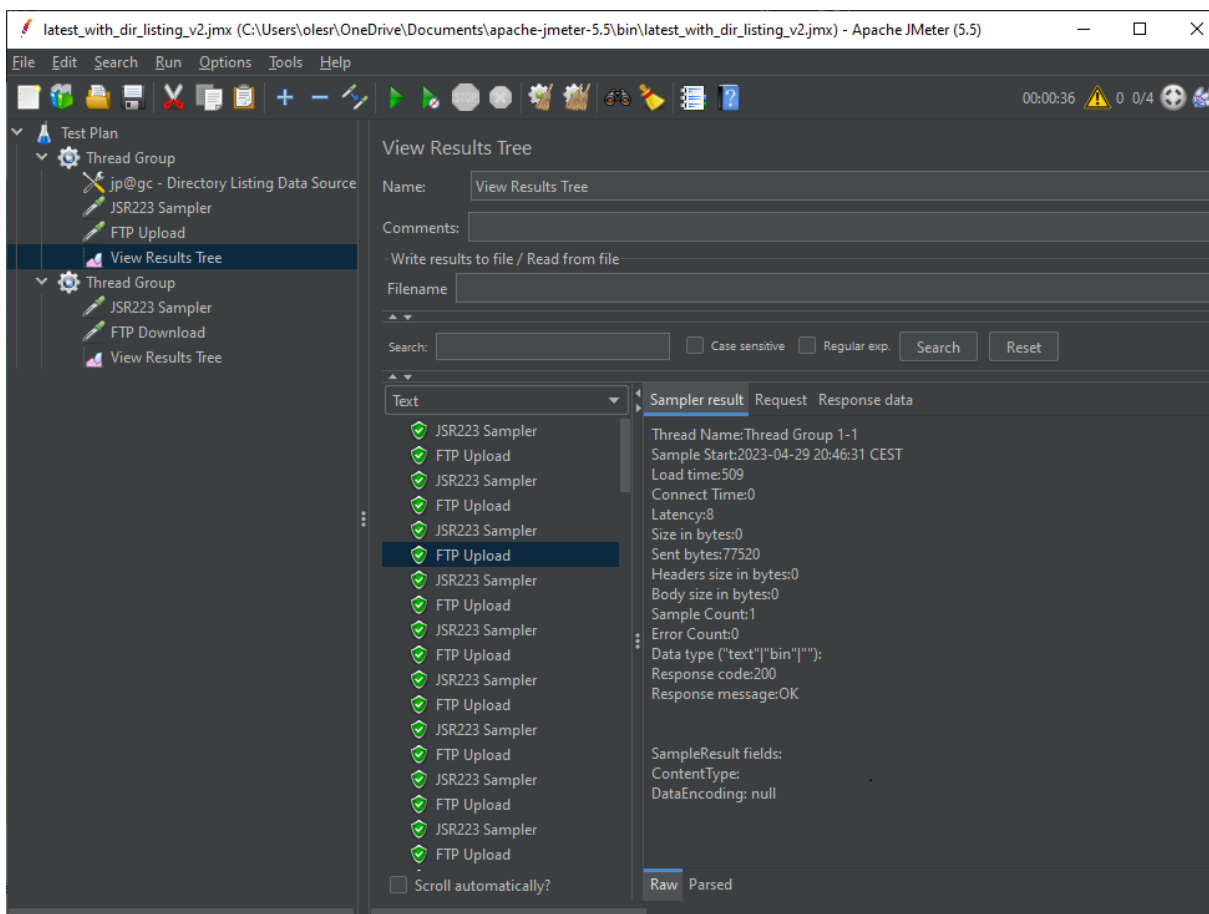 latest_with_dir_listing_v2.jmx (C:\Users\olesr\OneDrive\Documents\apache-jmeter-5.5\bin\latest_with_dir_listing_v2.jmx) - Apache JMeter (5.5)
File Edit Search Run Options Tools Help
STOP
00:00:36 0 0/4
Test Plan
Thread Group
jp@gc - Directory Listing Data Source
JSR223 Sampler
FTP Upload
View Results Tree
Thread Group
JSR223 Sampler
FTP Download
View Results Tree
View Results Tree
Name: View Results Tree
Comments:
Write results to file / Read from file
Filename
Search: Case sensitive Regular exp. Search Reset
Text
JSR223 Sampler
FTP Upload
JSR223 Sampler
FTP Upload
JSR223 Sampler
FTP Upload
JSR223 Sampler
FTP Upload
JSR223 Sampler
FTP Upload
JSR223 Sampler
FTP Upload
JSR223 Sampler
FTP Upload
JSR223 Sampler
FTP Upload
JSR223 Sampler
FTP Upload
Scroll automatically?
Sampler result Request Response data
Thread Name:Thread Group 1-1
Sample Start:2023-04-29 20:46:31 CEST
Load time:509
Connect Time:0
Latency:8
Size in bytes:0
Sent bytes:77520
Headers size in bytes:0
Body size in bytes:0
Sample Count:1
Error Count:0
Data type ("text"|"bin"|""):
Response code:200
Response message:OK
SampleResult fields:
ContentType:
DataEncoding: null
Raw Parsed